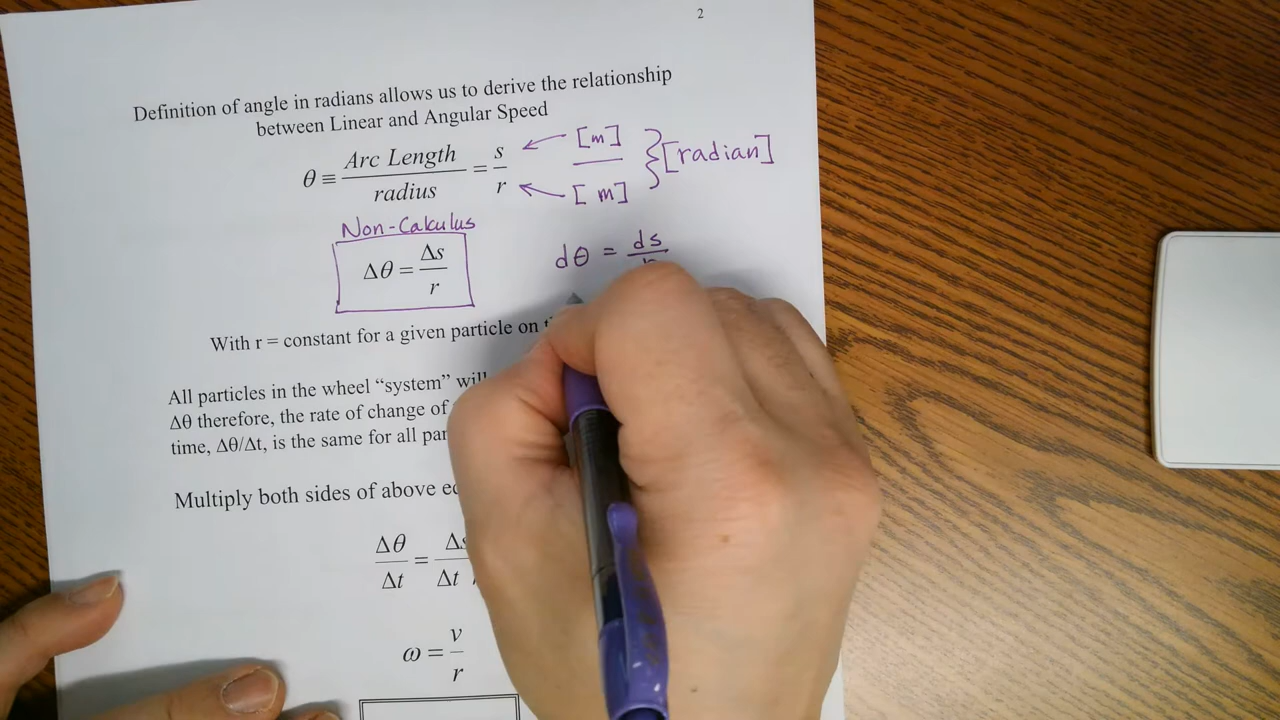 2
Definition of angle in radians allows us to derive the relationship
between Linear and Angular Speed
θ ≡ Arc Length / radius = s / r [m] / [m] } [radian]
Non-Calculus
Δθ = Δs / r dθ = ds
With r = constant for a given particle on
All particles in the wheel “system” will
Δθ therefore, the rate of change of
time, Δθ/Δt, is the same for all
Multiply both sides of above
Δθ / Δt = Δs / Δt
ω = v / r